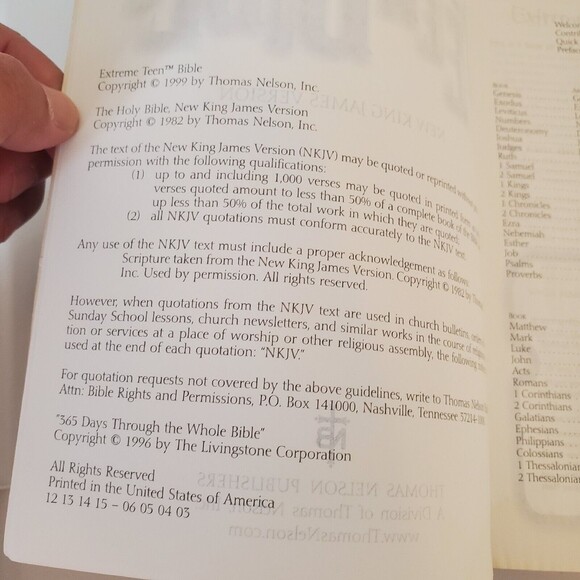 Extreme Teen™ Bible
Copyright © 1999 by Thomas Nelson, Inc.
The Holy Bible, New King James Version
Copyright © 1982 by Thomas Nelson, Inc.
The text of the New King James Version (NKJV) may be quoted or reprinted without
permission with the following qualifications:
(1) up to and including 1,000 verses may be quoted in printed form
verses quoted amount to less than 50% of a complete book of the
up less than 50% of the total work in which they are quoted;
(2) all NKJV quotations must conform accurately to the NKJV text.
Any use of the NKJV text must include a proper acknowledgement as follows:
Scripture taken from the New King James Version. Copyright © 1982 by
Inc. Used by permission. All rights reserved.
However, when quotations from the NKJV text are used in church bulletins,
Sunday School lessons, church newsletters, and similar works in the course of
tion or services at a place of worship or other religious assembly, the following
used at the end of each quotation: "NKJV."
For quotation requests not covered by the above guidelines, write to Thomas Nelson
Attn: Bible Rights and Permissions, P.O. Box 141000, Nashville, Tennessee
"365 Days Through the Whole Bible"
Copyright © 1996 by The Livingstone Corporation
All Rights Reserved
Printed in the United States of America
12 13 14 15 – 06 05 04 03
Book
Genesis
Exodus
Leviticus
Numbers
Deuteronomy
Joshua
Judges
Ruth
1 Samuel
2 Samuel
1 Kings
2 Kings
1 Chronicles
2 Chronicles
Ezra
Nehemiah
Esther
Job
Psalms
Proverbs
Book
Matthew
Mark
Luke
John
Acts
Romans
1 Corinthians
2 Corinthians
Galatians
Ephesians
Philippians
Colossians
1 Thessalonian
2 Thessalonian